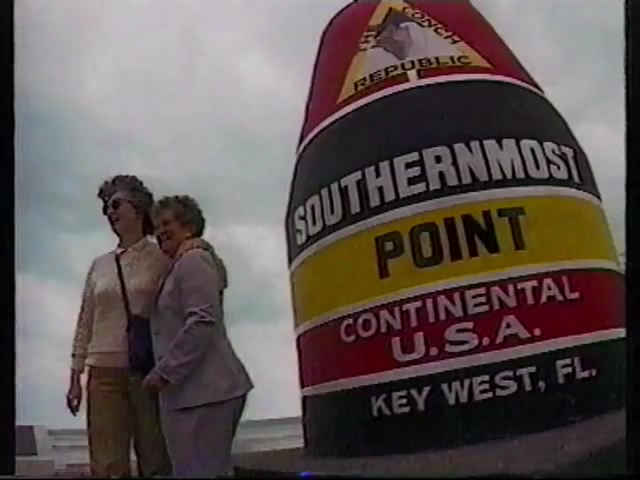 CONCH
REPUBLIC
SOUTHERNMOST
POINT
CONTINENTAL
U.S.A.
KEY WEST, FL.